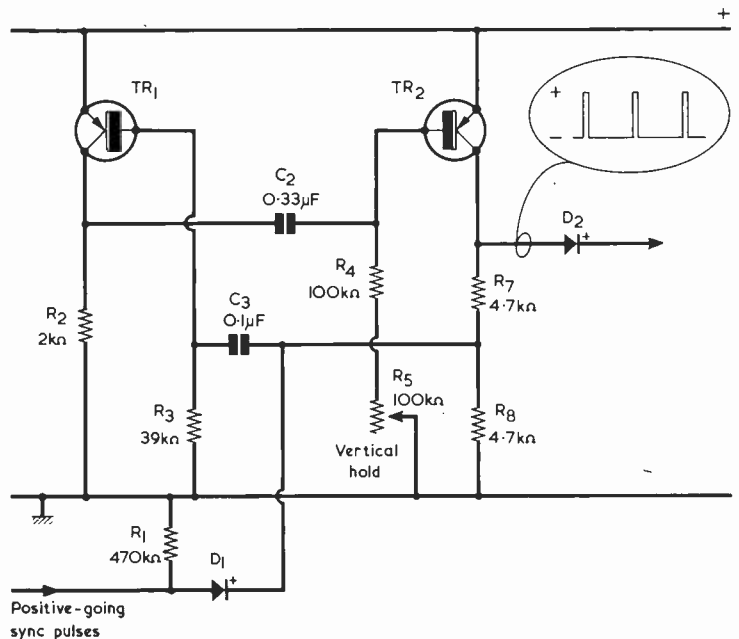 +
TR1
TR2
+
−
C2
0·33µF
D2
+
R4
100kΩ
R7
4·7kΩ
R2
2kΩ
C3
0·1µF
R5
100kΩ
R3
39kΩ
R8
4·7kΩ
Vertical
hold
R1
470kΩ
D1
+
Positive-going
sync pulses